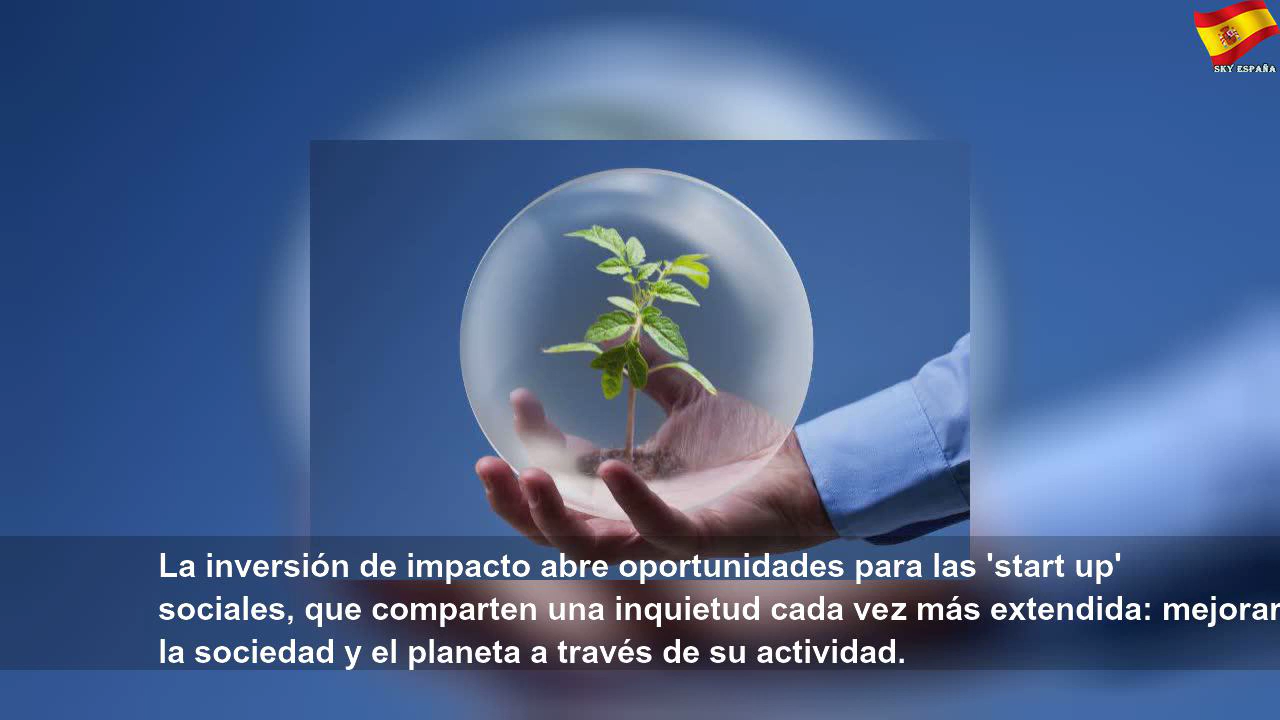 SKY ESPAÑA
La inversión de impacto abre oportunidades para las 'start up'
sociales, que comparten una inquietud cada vez más extendida: mejorar
la sociedad y el planeta a través de su actividad.